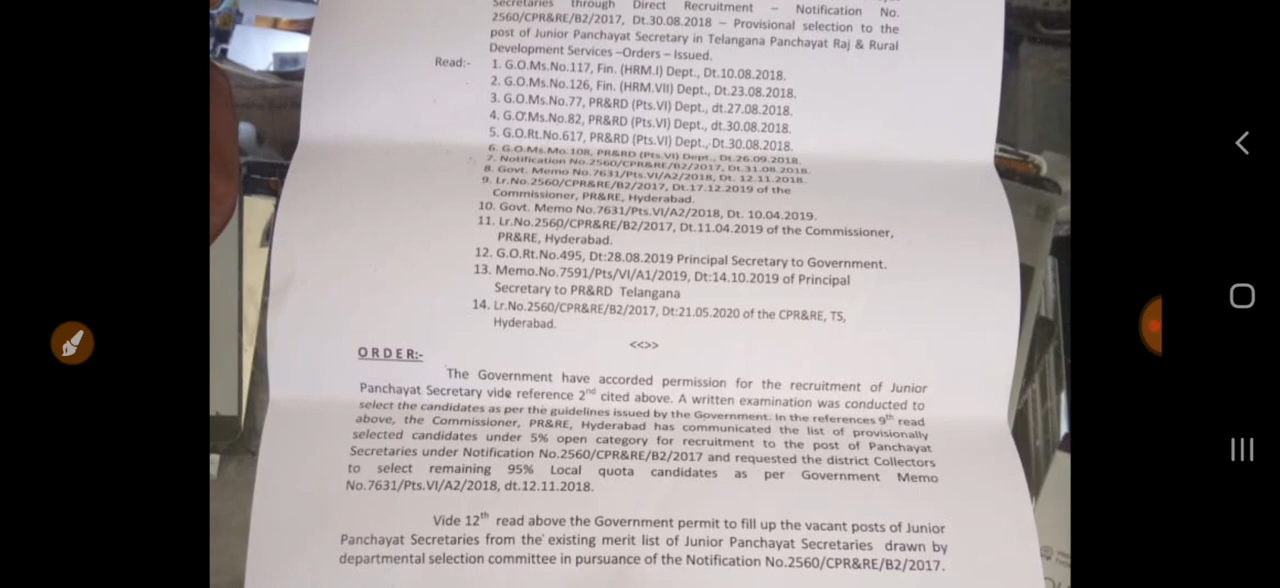 Secretaries through Direct Recruitment – Notification No.
2560/CPR&RE/B2/2017, Dt.30.08.2018 – Provisional selection to the
post of Junior Panchayat Secretary in Telangana Panchayat Raj & Rural
Development Services –Orders – Issued.
Read:- 1. G.O.Ms.No.117, Fin. (HRM.I) Dept., Dt.10.08.2018.
2. G.O.Ms.No.126, Fin. (HRM.VII) Dept., Dt.23.08.2018.
3. G.O.Ms.No.77, PR&RD (Pts.VI) Dept., dt.27.08.2018.
4. G.O.Ms.No.82, PR&RD (Pts.VI) Dept., dt.30.08.2018.
5. G.O.Rt.No.617, PR&RD (Pts.VI) Dept., Dt.30.08.2018.
6. G.O.Ms.Mo.108, PR&RD (Pts.VI) Dept., Dt.26.09.2018.
7. Notification No.2560/CPR&RE/B2/2017, Dt.31.08.2018.
8. Govt. Memo No.7631/Pts.VI/A2/2018, Dt. 12.11.2018.
9. Lr.No.2560/CPR&RE/B2/2017, Dt.17.12.2019 of the
Commissioner, PR&RE, Hyderabad.
10. Govt. Memo No.7631/Pts.VI/A2/2018, Dt. 10.04.2019.
11. Lr.No.2560/CPR&RE/B2/2017, Dt.11.04.2019 of the Commissioner,
PR&RE, Hyderabad.
12. G.O.Rt.No.495, Dt:28.08.2019 Principal Secretary to Government.
13. Memo.No.7591/Pts/VI/A1/2019, Dt:14.10.2019 of Principal
Secretary to PR&RD Telangana
14. Lr.No.2560/CPR&RE/B2/2017, Dt:21.05.2020 of the CPR&RE, TS,
Hyderabad.
<<>>
ORDER:-
The Government have accorded permission for the recruitment of Junior
Panchayat Secretary vide reference 2nd cited above. A written examination was conducted to
select the candidates as per the guidelines issued by the Government. In the references 9th read
above, the Commissioner, PR&RE, Hyderabad has communicated the list of provisionally
selected candidates under 5% open category for recruitment to the post of Panchayat
Secretaries under Notification No.2560/CPR&RE/B2/2017 and requested the district Collectors
to select remaining 95% Local quota candidates as per Government Memo
No.7631/Pts.VI/A2/2018, dt.12.11.2018.
Vide 12th read above the Government permit to fill up the vacant posts of Junior
Panchayat Secretaries from the existing merit list of Junior Panchayat Secretaries drawn by
departmental selection committee in pursuance of the Notification No.2560/CPR&RE/B2/2017.